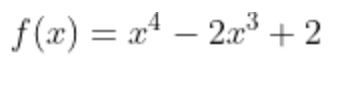 f(x) = x⁴ − 2x³ + 2